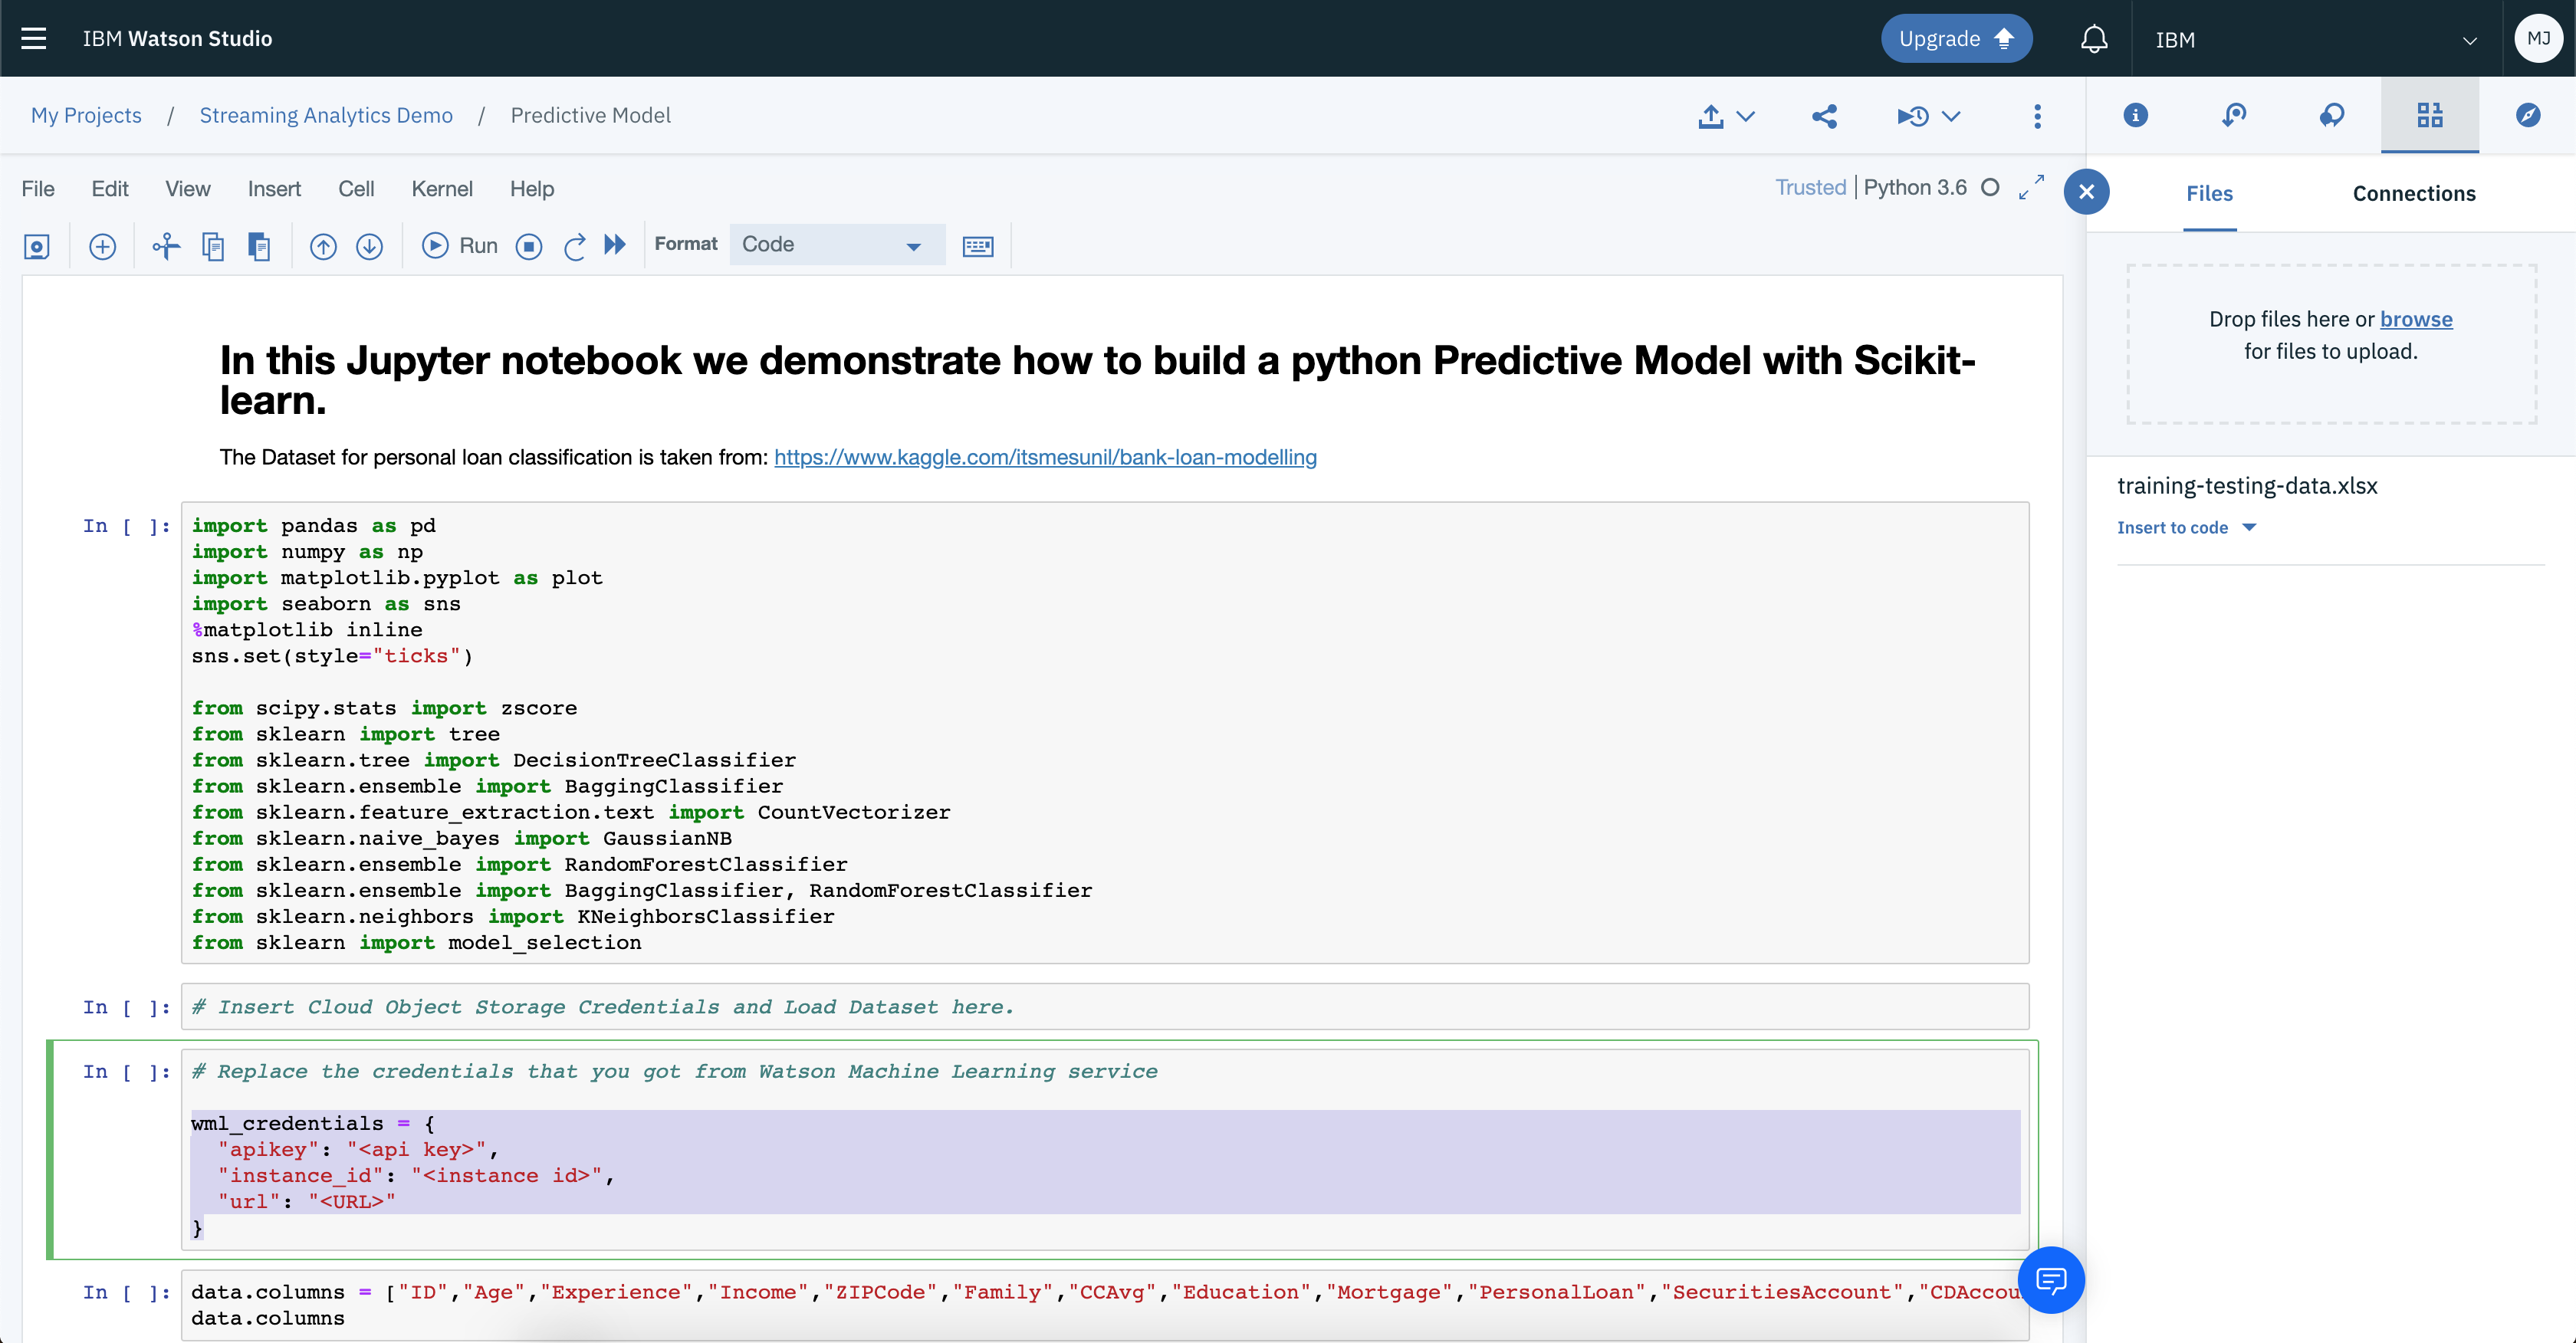 IBM Watson Studio
Upgrade
IBM
MJ
My Projects / Streaming Analytics Demo / Predictive Model
File Edit View Insert Cell Kernel Help
Trusted | Python 3.6
Files
Connections
Run
Format
Code
Drop files here or browse
for files to upload.
training-testing-data.xlsx
Insert to code
In this Jupyter notebook we demonstrate how to build a python Predictive Model with Scikit-
learn.
The Dataset for personal loan classification is taken from: https://www.kaggle.com/itsmesunil/bank-loan-modelling
In [ ]: import pandas as pd
import numpy as np
import matplotlib.pyplot as plot
import seaborn as sns
%matplotlib inline
sns.set(style="ticks")
from scipy.stats import zscore
from sklearn import tree
from sklearn.tree import DecisionTreeClassifier
from sklearn.ensemble import BaggingClassifier
from sklearn.feature_extraction.text import CountVectorizer
from sklearn.naive_bayes import GaussianNB
from sklearn.ensemble import RandomForestClassifier
from sklearn.ensemble import BaggingClassifier, RandomForestClassifier
from sklearn.neighbors import KNeighborsClassifier
from sklearn import model_selection
In [ ]: # Insert Cloud Object Storage Credentials and Load Dataset here.
In [ ]: # Replace the credentials that you got from Watson Machine Learning service
wml_credentials = {
"apikey": "<api key>",
"instance_id": "<instance id>",
"url": "<URL>"
}
In [ ]: data.columns = ["ID","Age","Experience","Income","ZIPCode","Family","CCAvg","Education","Mortgage","PersonalLoan","SecuritiesAccount","CDAccou
data.columns